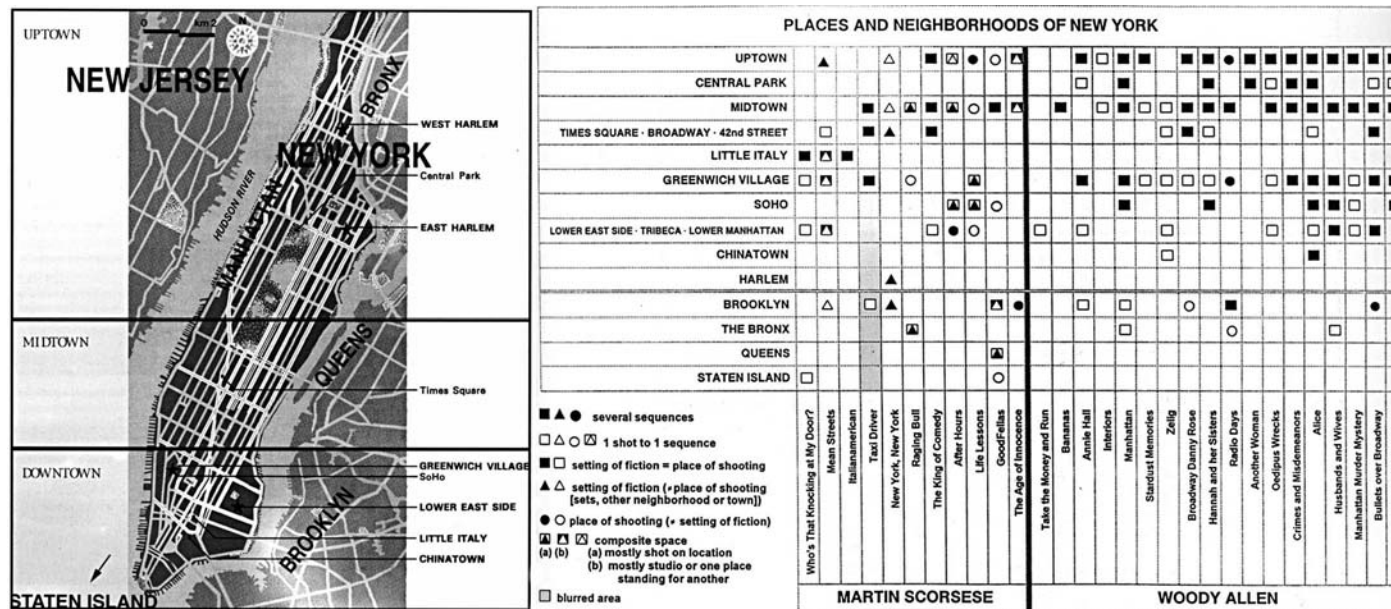 UPTOWN
0 km 2 N
NEW JERSEY
BRONX
WEST HARLEM
NEW YORK
Central Park
HUDSON RIVER
MANHATTAN
EAST HARLEM
MIDTOWN
QUEENS
Times Square
DOWNTOWN
GREENWICH VILLAGE
SoHo
LOWER EAST SIDE
BROOKLYN
LITTLE ITALY
CHINATOWN
STATEN ISLAND
PLACES AND NEIGHBORHOODS OF NEW YORK
UPTOWN
CENTRAL PARK
MIDTOWN
TIMES SQUARE · BROADWAY · 42nd STREET
LITTLE ITALY
GREENWICH VILLAGE
SOHO
LOWER EAST SIDE · TRIBECA · LOWER MANHATTAN
CHINATOWN
HARLEM
BROOKLYN
THE BRONX
QUEENS
STATEN ISLAND
several sequences
1 shot to 1 sequence
setting of fiction = place of shooting
setting of fiction (≠ place of shooting
[sets, other neighborhood or town])
place of shooting (≠ setting of fiction)
composite space
(a) (b) (a) mostly shot on location
(b) mostly studio or one place
standing for another
blurred area
Who's That Knocking at My Door?
Mean Streets
Italianamerican
Taxi Driver
New York, New York
Raging Bull
The King of Comedy
After Hours
Life Lessons
GoodFellas
The Age of Innocence
Take the Money and Run
Bananas
Annie Hall
Interiors
Manhattan
Stardust Memories
Zelig
Broadway Danny Rose
Hannah and her Sisters
Radio Days
Another Woman
Oedipus Wrecks
Crimes and Misdemeanors
Alice
Husbands and Wives
Manhattan Murder Mystery
Bullets over Broadway
MARTIN SCORSESE
WOODY ALLEN